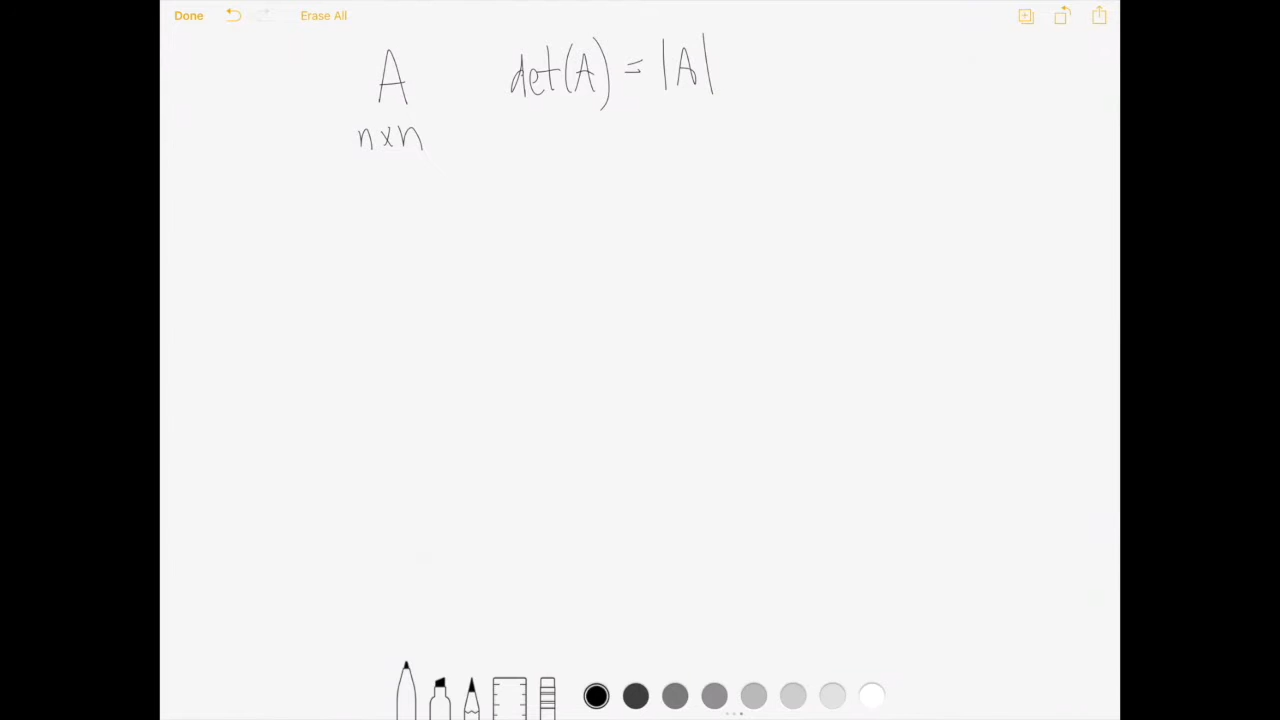 Done Erase All
A det(A) = |A|
n×n